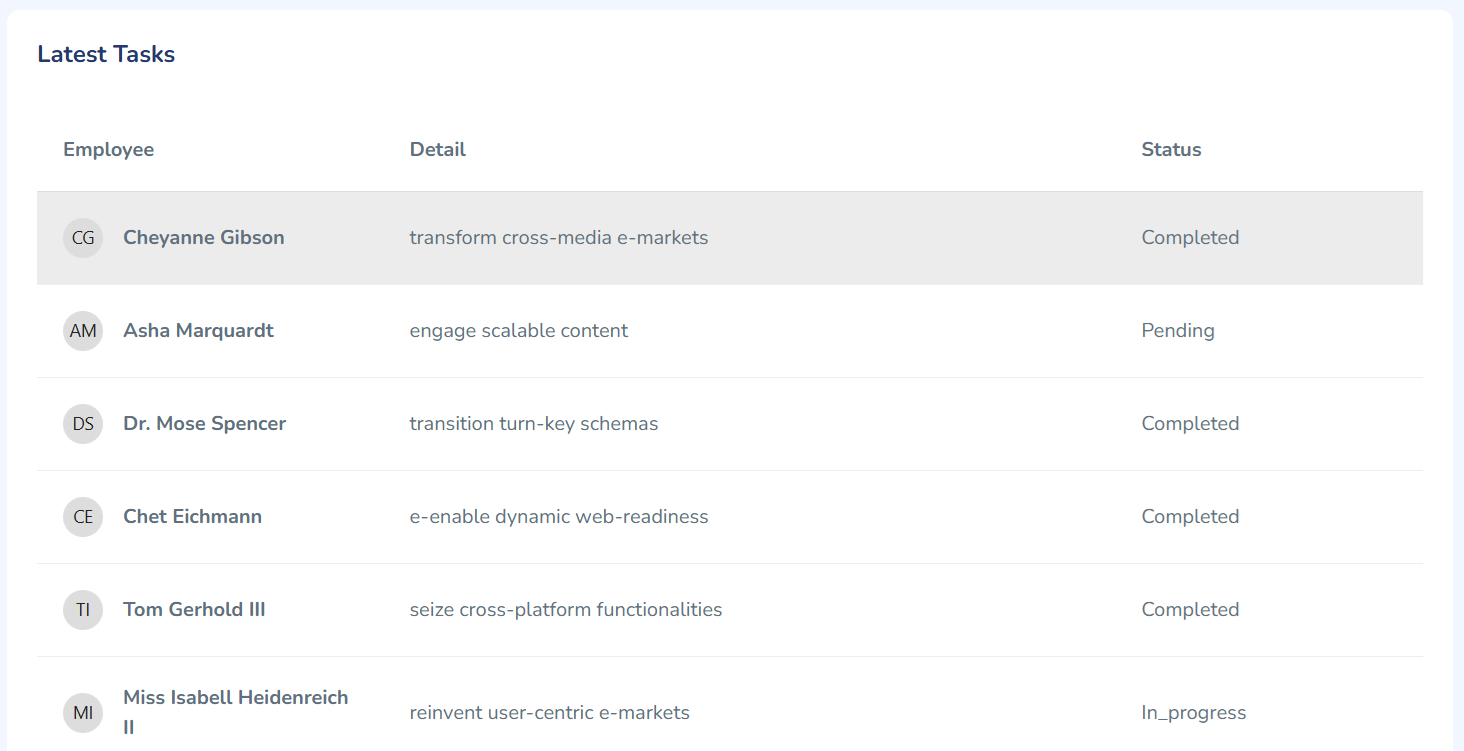 Latest Tasks
Employee Detail Status
CG Cheyanne Gibson transform cross-media e-markets Completed
AM Asha Marquardt engage scalable content Pending
DS Dr. Mose Spencer transition turn-key schemas Completed
CE Chet Eichmann e-enable dynamic web-readiness Completed
TI Tom Gerhold III seize cross-platform functionalities Completed
Miss Isabell Heidenreich
MI reinvent user-centric e-markets In_progress
II